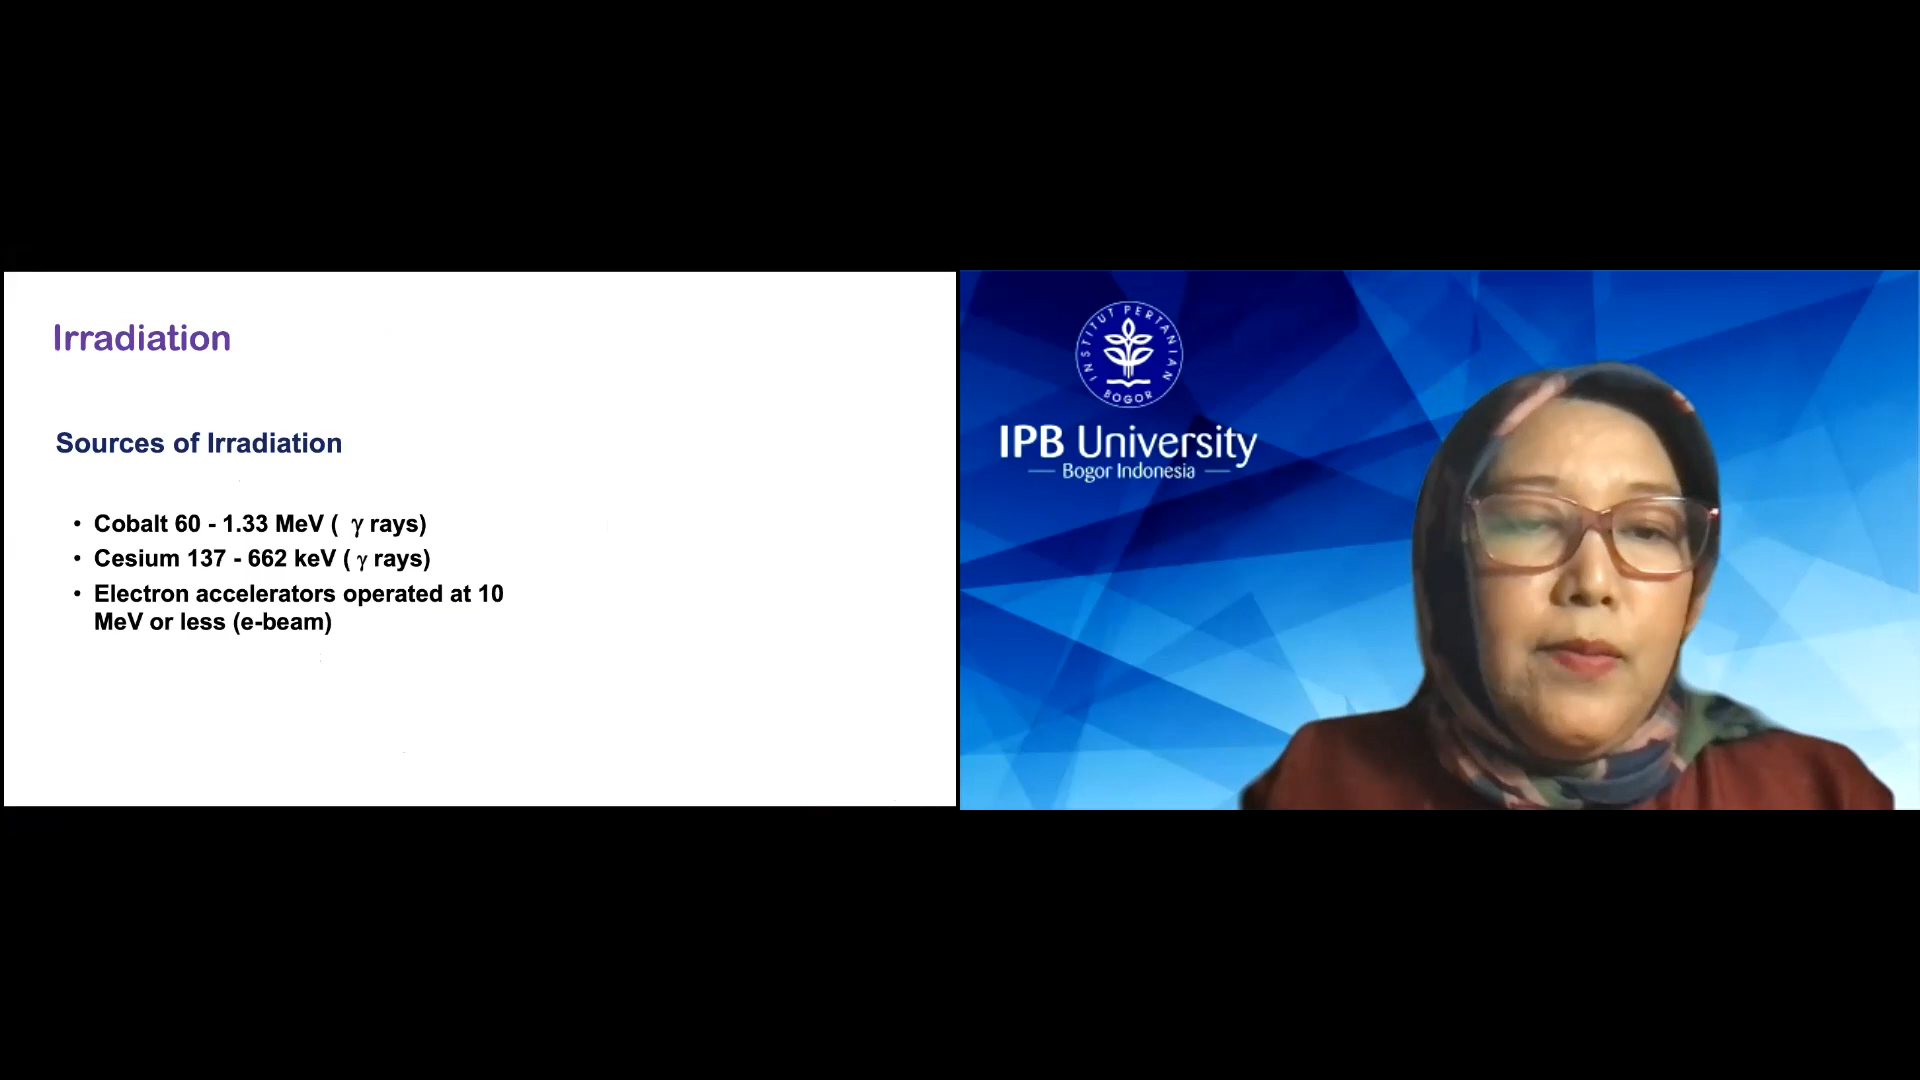 Irradiation
Sources of Irradiation
• Cobalt 60 - 1.33 MeV ( γ rays)
• Cesium 137 - 662 keV ( γ rays)
• Electron accelerators operated at 10
MeV or less (e-beam)
INSTITUT PERTANIAN
BOGOR
IPB University
Bogor Indonesia